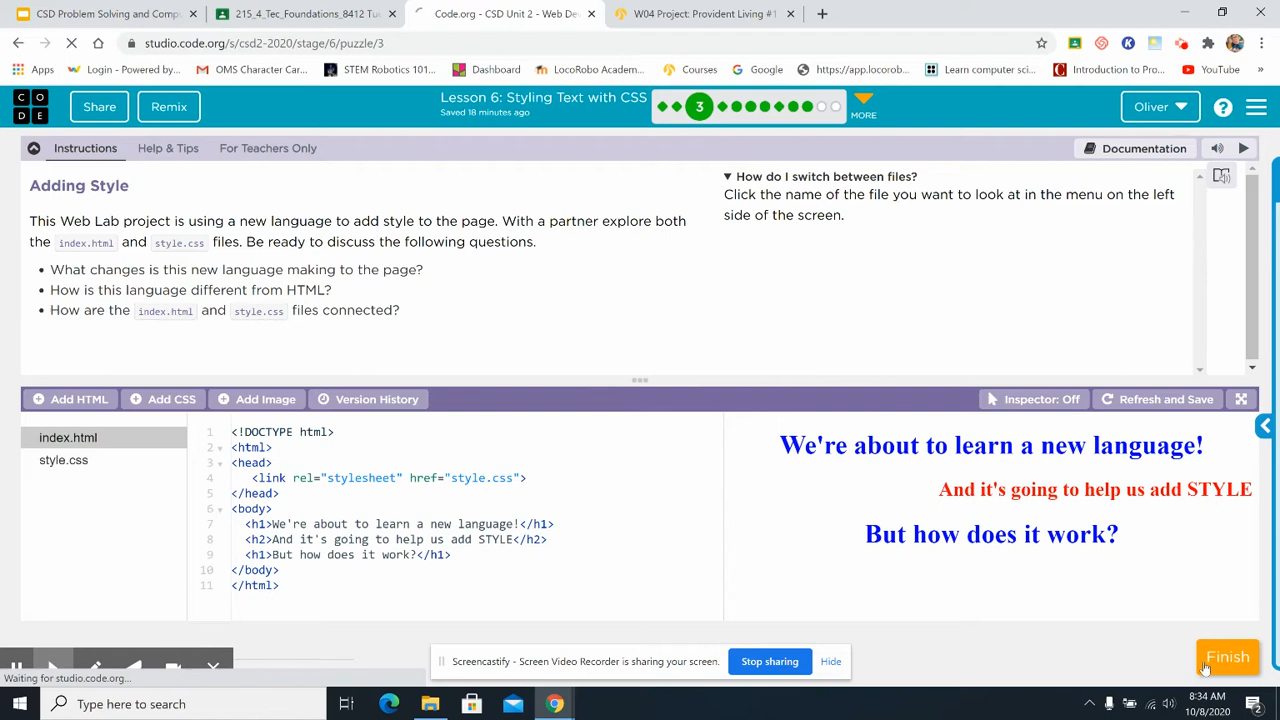 CSD Problem Solving and Comp
215_4_Tec_Foundations_8412 Tu
Code.org - CSD Unit 2 - Web De
W04 Project: Provident Living #1
studio.code.org/s/csd2-2020/stage/6/puzzle/3
Apps
Login - Powered by...
OMS Character Car...
STEM Robotics 101...
Dashboard
LocoRobo Academ...
Courses
Google
https://app.locorob...
Learn computer sci...
Introduction to Pro...
YouTube
»
C O D E
Share
Remix
Lesson 6: Styling Text with CSS
Saved 18 minutes ago
3
MORE
Oliver
?
Instructions
Help & Tips
For Teachers Only
Documentation
Adding Style
This Web Lab project is using a new language to add style to the page. With a partner explore both
the index.html and style.css files. Be ready to discuss the following questions.
• What changes is this new language making to the page?
• How is this language different from HTML?
• How are the index.html and style.css files connected?
▼ How do I switch between files?
Click the name of the file you want to look at in the menu on the left
side of the screen.
Add HTML
Add CSS
Add Image
Version History
Inspector: Off
Refresh and Save
index.html
style.css
1 <!DOCTYPE html>
2 <html>
3 <head>
4 <link rel="stylesheet" href="style.css">
5 </head>
6 <body>
7 <h1>We're about to learn a new language!</h1>
8 <h2>And it's going to help us add STYLE</h2>
9 <h1>But how does it work?</h1>
10 </body>
11 </html>
We're about to learn a new language!
And it's going to help us add STYLE
But how does it work?
Finish
Screencastify - Screen Video Recorder is sharing your screen.
Stop sharing
Hide
Waiting for studio.code.org...
Type here to search
8:34 AM
10/8/2020
2